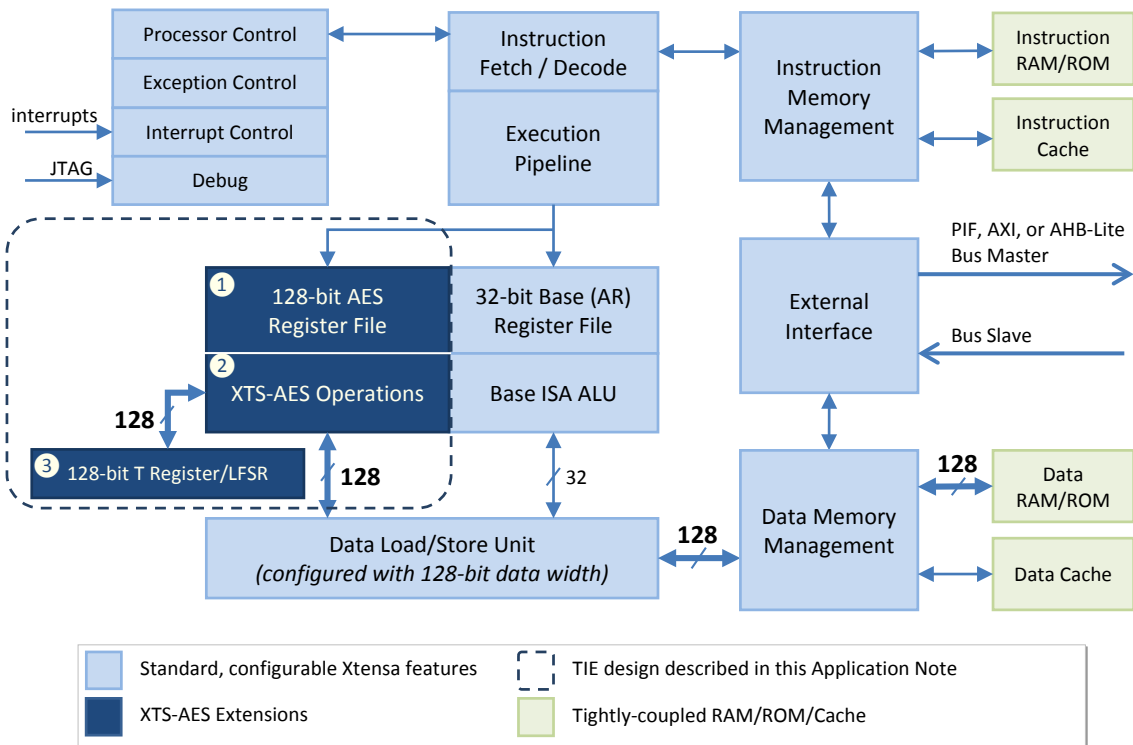 Processor Control
Exception Control
interrupts
Interrupt Control
JTAG
Debug
Instruction
Fetch / Decode
Execution
Pipeline
Instruction
Memory
Management
Instruction
RAM/ROM
Instruction
Cache
1
128-bit AES
Register File
32-bit Base (AR)
Register File
2
XTS-AES Operations
Base ISA ALU
128
3
128-bit T Register/LFSR
128
32
External
Interface
PIF, AXI, or AHB-Lite
Bus Master
Bus Slave
Data Load/Store Unit
(configured with 128-bit data width)
128
Data Memory
Management
128
Data
RAM/ROM
Data Cache
Standard, configurable Xtensa features
TIE design described in this Application Note
XTS-AES Extensions
Tightly-coupled RAM/ROM/Cache